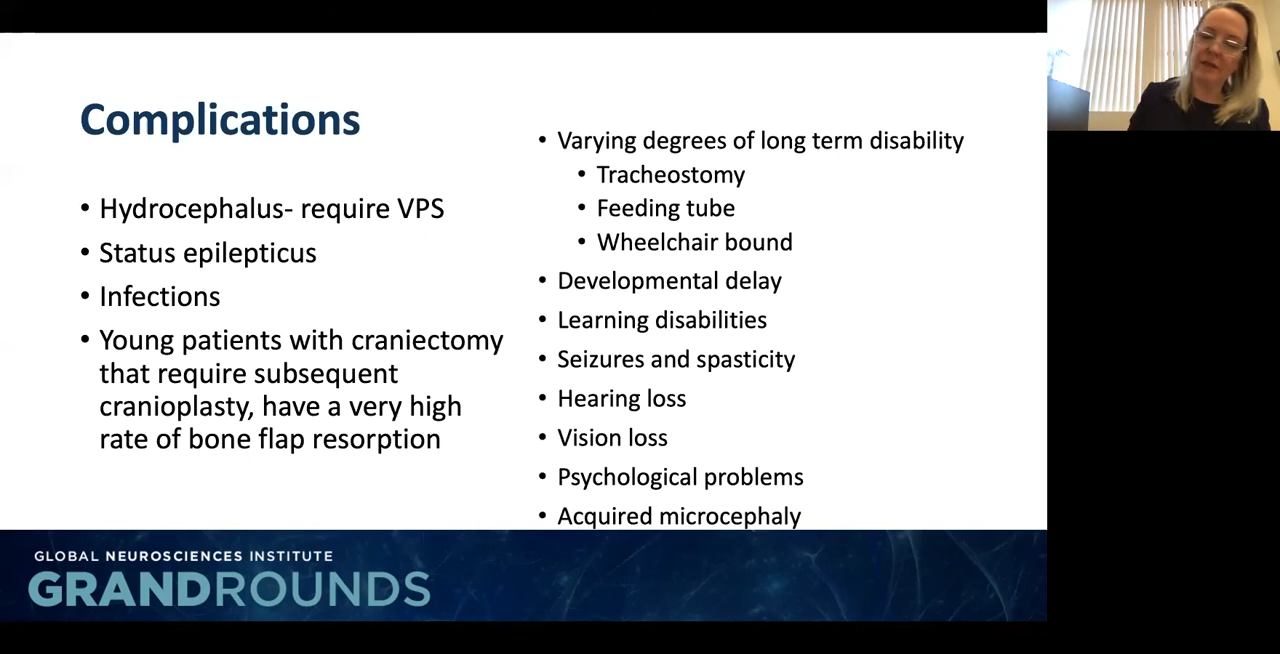 Complications
• Hydrocephalus- require VPS
• Status epilepticus
• Infections
• Young patients with craniectomy
that require subsequent
cranioplasty, have a very high
rate of bone flap resorption
• Varying degrees of long term disability
• Tracheostomy
• Feeding tube
• Wheelchair bound
• Developmental delay
• Learning disabilities
• Seizures and spasticity
• Hearing loss
• Vision loss
• Psychological problems
• Acquired microcephaly
GLOBAL NEUROSCIENCES INSTITUTE
GRANDROUNDS